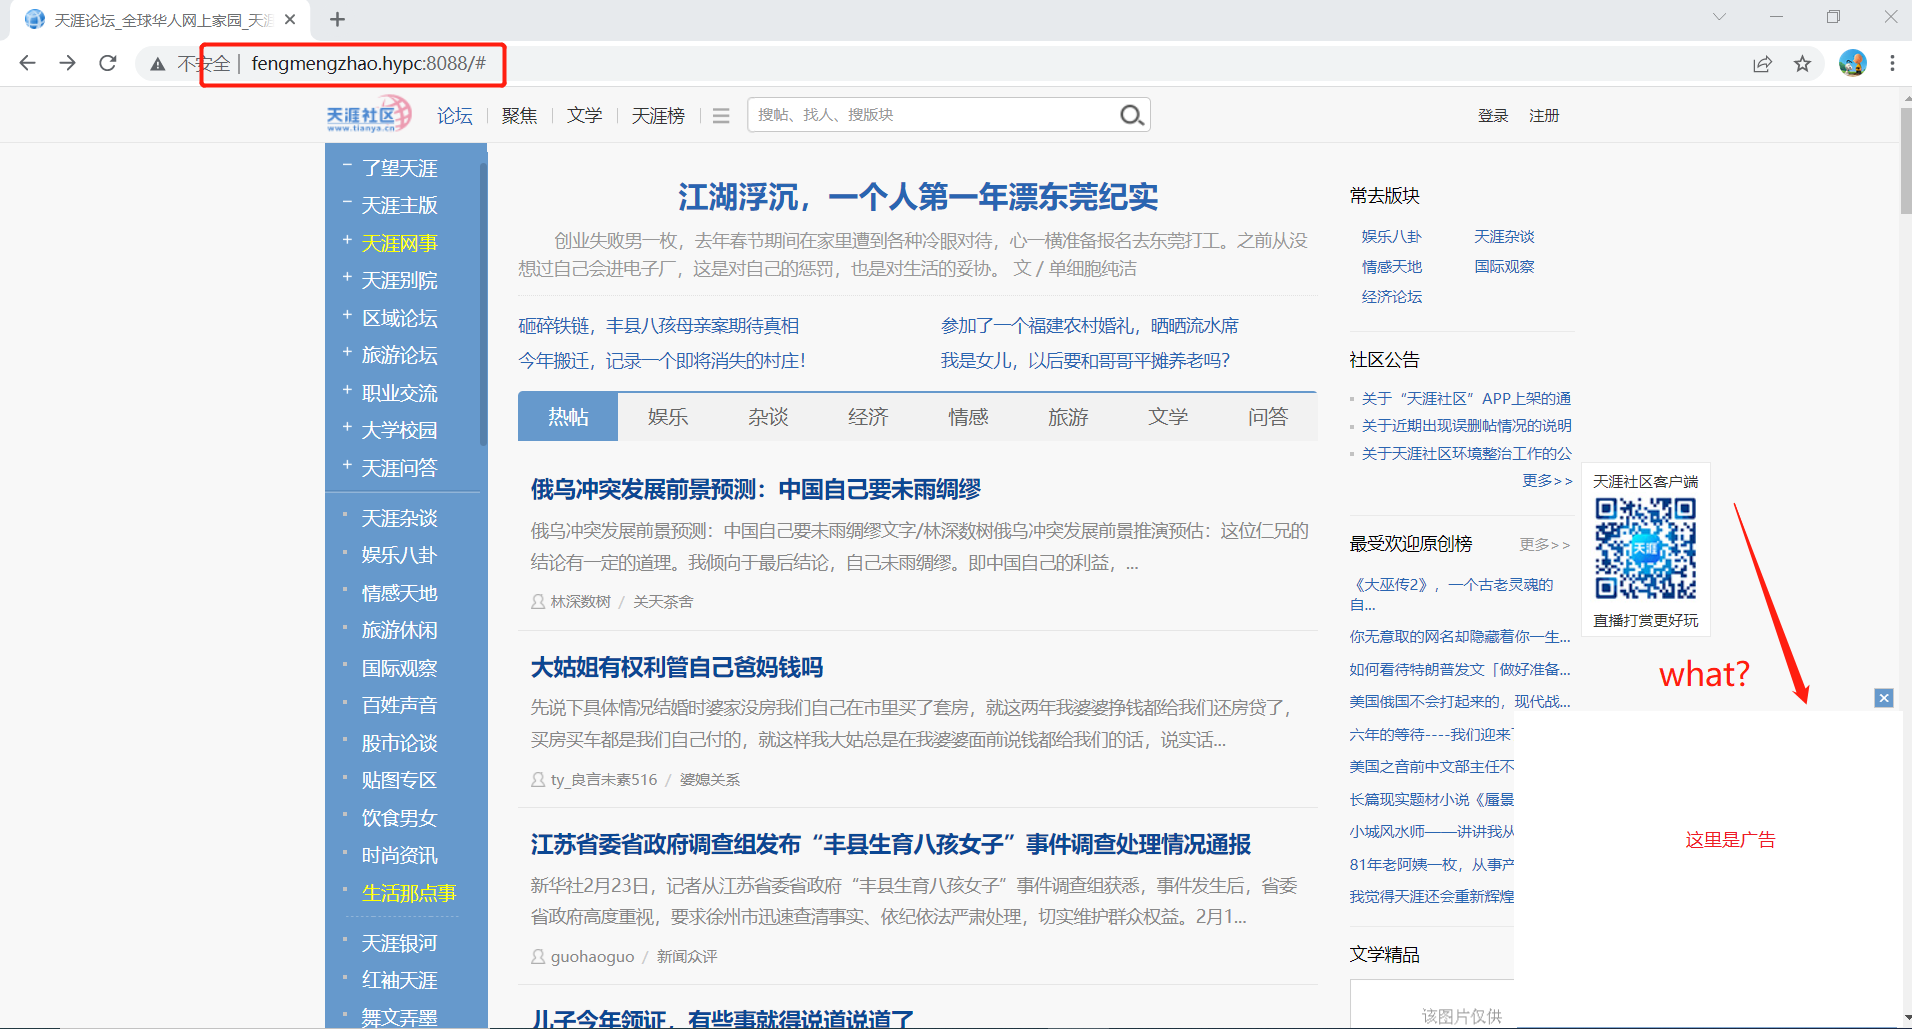 天涯论坛_全球华人网上家园_天涯
不安全 | fengmengzhao.hypc:8088/#
天涯社区
www.tianya.cn
论坛 聚焦 文学 天涯榜
搜帖、找人、搜版块
登录 注册
了望天涯
天涯主版
+ 天涯网事
+ 天涯别院
+ 区域论坛
+ 旅游论坛
+ 职业交流
+ 大学校园
+ 天涯问答
天涯杂谈
娱乐八卦
情感天地
旅游休闲
国际观察
百姓声音
股市论谈
贴图专区
饮食男女
时尚资讯
生活那点事
天涯银河
红袖天涯
舞文弄墨
江湖浮沉，一个人第一年漂东莞纪实
创业失败男一枚，去年春节期间在家里遭到各种冷眼对待，心一横准备报名去东莞打工。之前从没
想过自己会进电子厂，这是对自己的惩罚，也是对生活的妥协。 文 / 单细胞纯洁
砸碎铁链，丰县八孩母亲案期待真相
参加了一个福建农村婚礼，晒晒流水席
今年搬迁，记录一个即将消失的村庄！
我是女儿，以后要和哥哥平摊养老吗？
热帖 娱乐 杂谈 经济 情感 旅游 文学 问答
俄乌冲突发展前景预测：中国自己要未雨绸缪
俄乌冲突发展前景预测：中国自己要未雨绸缪文字/林深数树俄乌冲突发展前景推演预估：这位仁兄的
结论有一定的道理。我倾向于最后结论，自己未雨绸缪。即中国自己的利益，...
林深数树 / 关天茶舍
大姑姐有权利管自己爸妈钱吗
先说下具体情况结婚时婆家没房我们自己在市里买了套房，就这两年我婆婆挣钱都给我们还房贷了，
买房买车都是我们自己付的，就这样我大姑总是在我婆婆面前说钱都给我们的话，说实话...
ty_良言未素516 / 婆媳关系
江苏省委省政府调查组发布“丰县生育八孩女子”事件调查处理情况通报
新华社2月23日，记者从江苏省委省政府“丰县生育八孩女子”事件调查组获悉，事件发生后，省委
省政府高度重视，要求徐州市迅速查清事实、依纪依法严肃处理，切实维护群众权益。2月1...
guohaoguo / 新闻众评
儿子今年领证，有些事就得说道说道了
常去版块
娱乐八卦 天涯杂谈
情感天地 国际观察
经济论坛
社区公告
关于“天涯社区”APP上架的通
关于近期出现误删帖情况的说明
关于天涯社区环境整治工作的公
更多>>
最受欢迎原创榜 更多>>
《大巫传2》，一个古老灵魂的
自...
你无意取的网名却隐藏着你一生...
如何看待特朗普发文「做好准备...
美国俄国不会打起来的，现代战...
六年的等待----我们迎来
美国之音前中文部主任不
长篇现实题材小说《蜃景
小城风水师——讲讲我从
81年老阿姨一枚，从事产
我觉得天涯还会重新辉煌
文学精品
该图片仅供
天涯社区客户端
天涯
直播打赏更好玩
what?
这里是广告